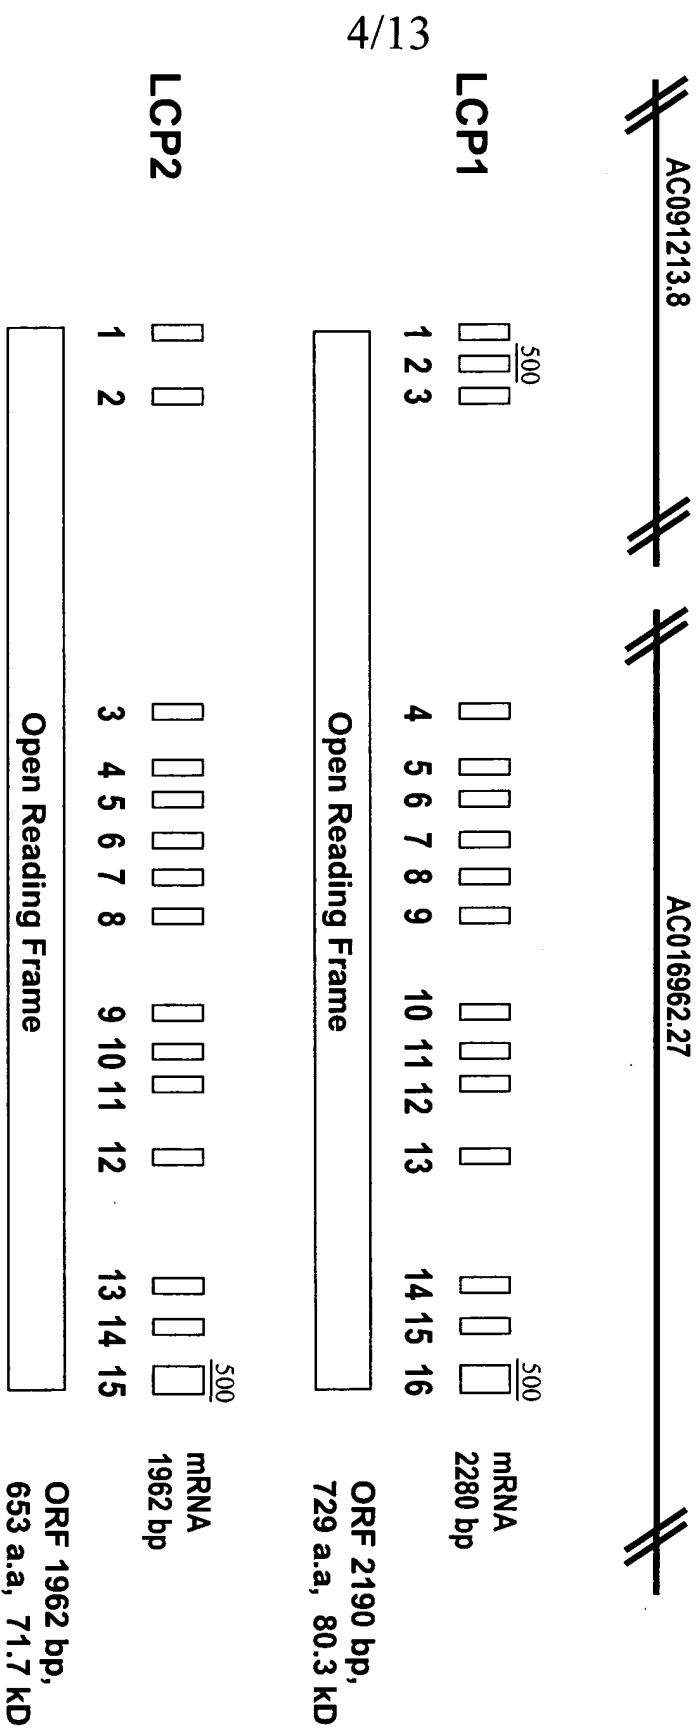 4/13
AC091213.8 AC016962.27
LCP1
500 500
mRNA
2280 bp
1 2 3 4 5 6 7 8 9 10 11 12 13 14 15 16
Open Reading Frame
ORF 2190 bp,
729 a.a, 80.3 kD
LCP2
500
mRNA
1962 bp
1 2 3 4 5 6 7 8 9 10 11 12 13 14 15
Open Reading Frame
ORF 1962 bp,
653 a.a, 71.7 kD